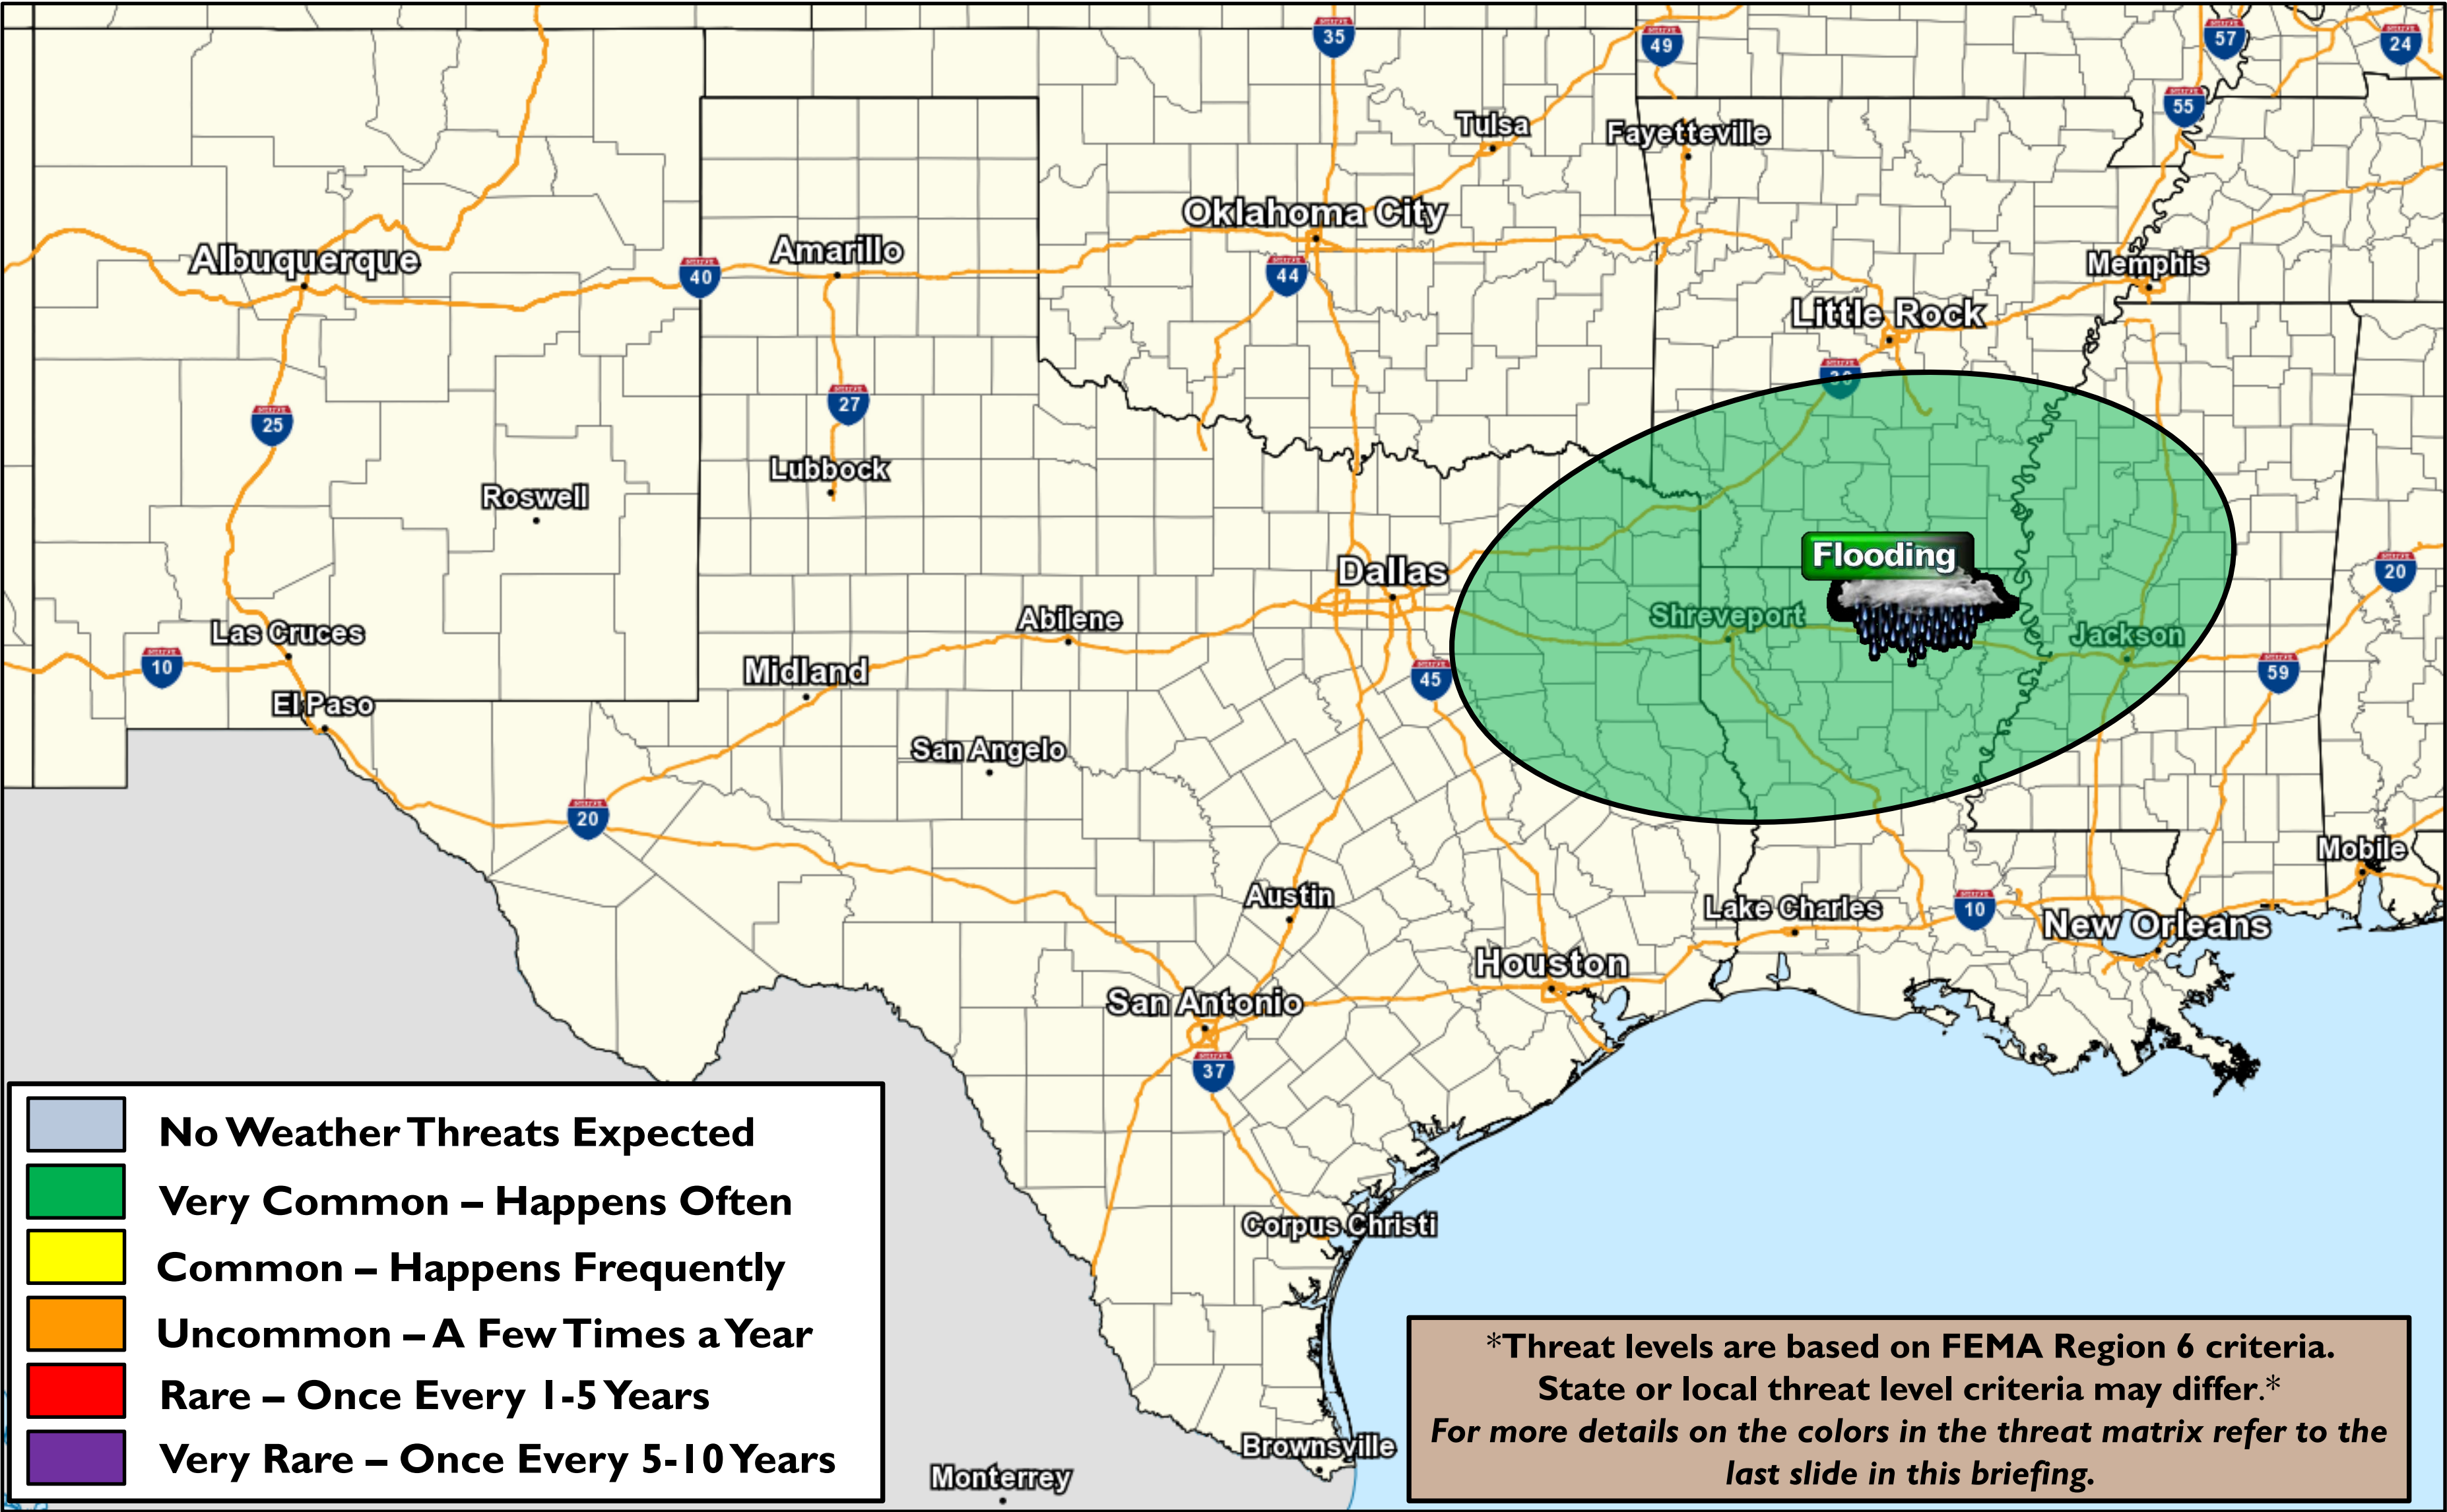 35
49
57
24
55
Tulsa
Fayetteville
Oklahoma City
Albuquerque
Amarillo
40
44
Memphis
Little Rock
30
25
27
Lubbock
Roswell
Flooding
Dallas
20
Shreveport
Abilene
Jackson
Las Cruces
10
Midland
45
59
El Paso
San Angelo
20
Mobile
Austin
Lake Charles
10
New Orleans
Houston
San Antonio
37
Corpus Christi
Brownsville
Monterrey
No Weather Threats Expected
Very Common – Happens Often
Common – Happens Frequently
Uncommon – A Few Times a Year
Rare – Once Every 1-5 Years
Very Rare – Once Every 5-10 Years
*Threat levels are based on FEMA Region 6 criteria.
State or local threat level criteria may differ.*
For more details on the colors in the threat matrix refer to the
last slide in this briefing.